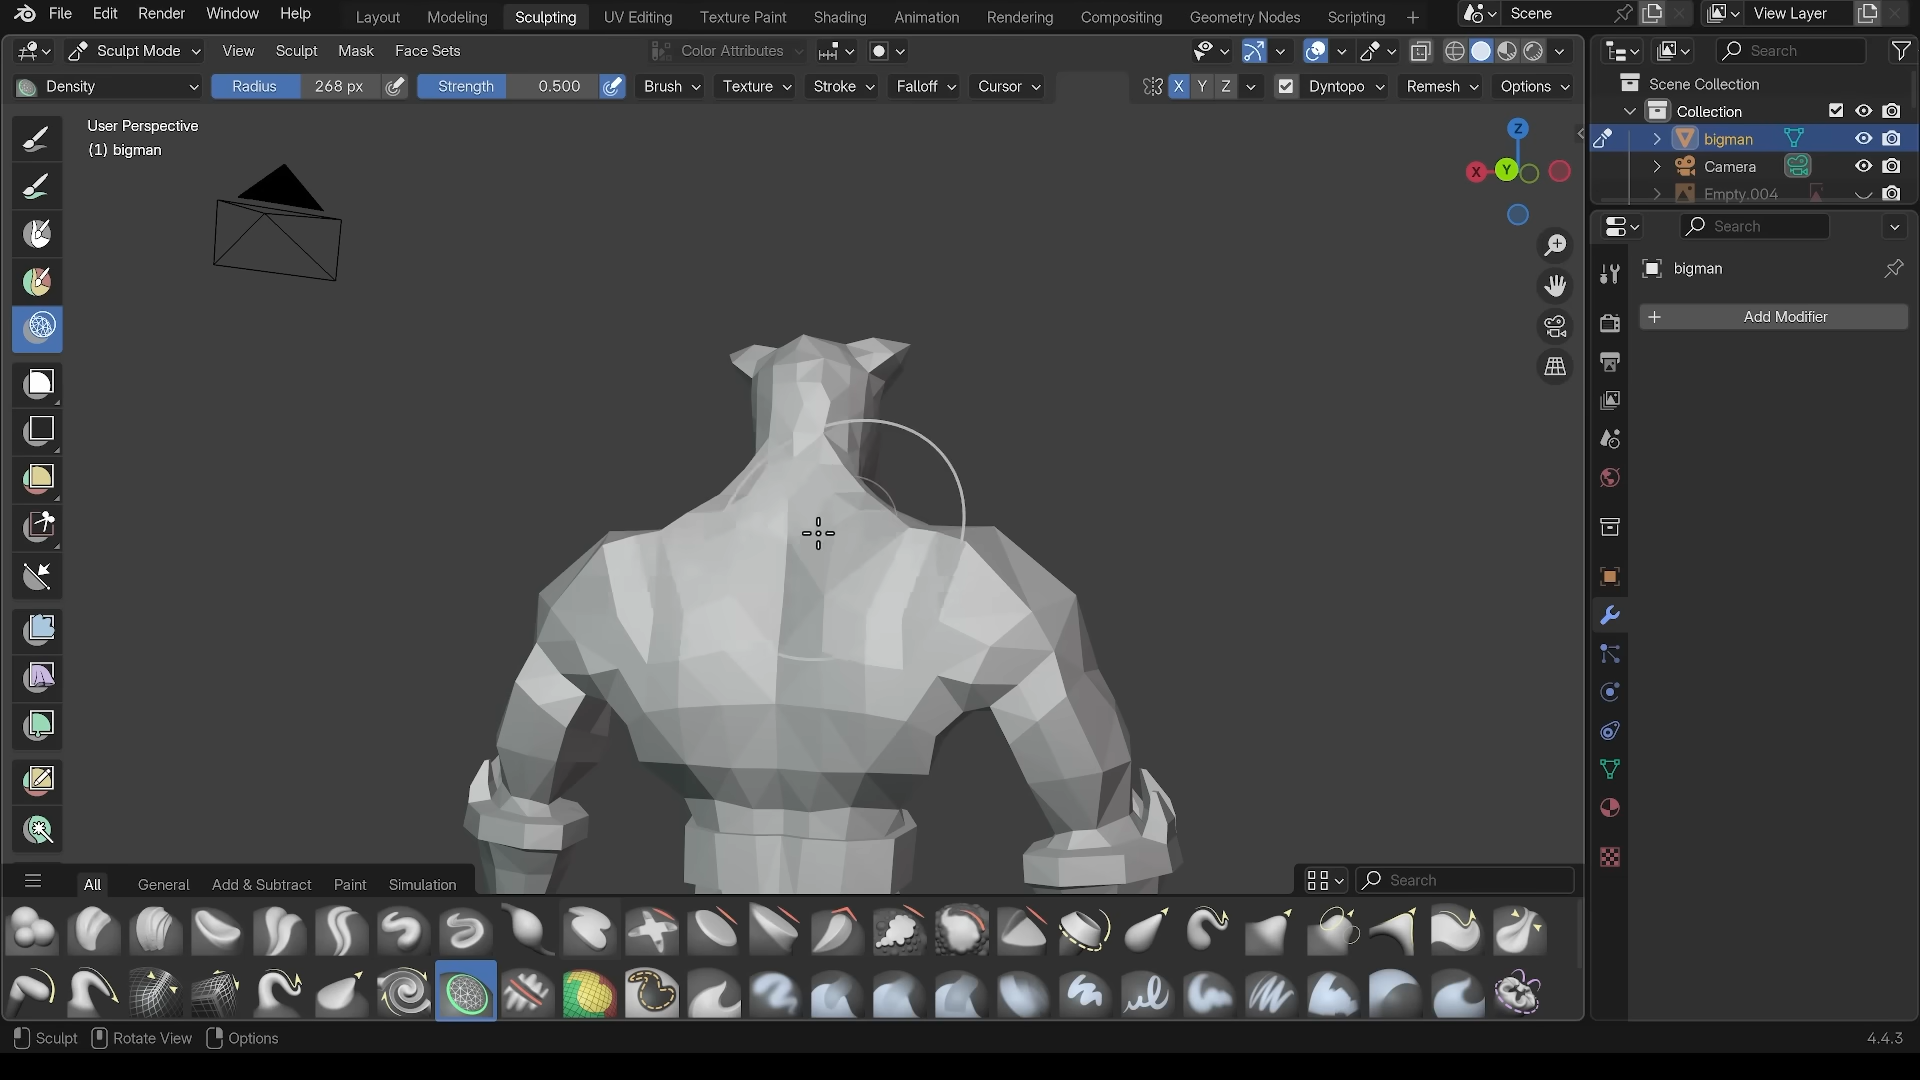 File Edit Render Window Help Layout Modeling Sculpting UV Editing Texture Paint Shading Animation Rendering Compositing Geometry Nodes Scripting + Scene View Layer
Sculpt Mode View Sculpt Mask Face Sets Color Attributes Search
Density Radius 268 px Strength 0.500 Brush Texture Stroke Falloff Cursor X Y Z Dyntopo Remesh Options
Scene Collection
Collection
bigman
Camera
Empty.004
User Perspective
(1) bigman
Z
X Y
Search
bigman
+ Add Modifier
All General Add & Subtract Paint Simulation Search
Sculpt Rotate View Options 4.4.3